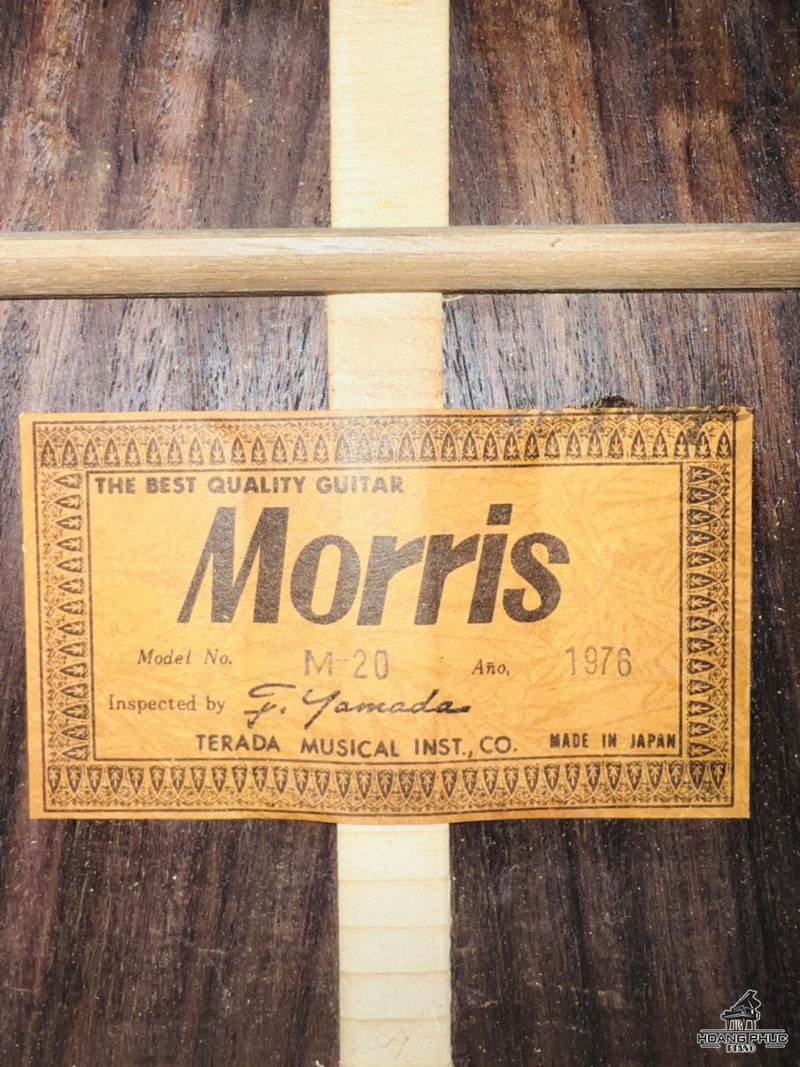 THE BEST QUALITY GUITAR
Morris
Model No. M-20 Año, 1976
Inspected by F. Yamada
TERADA MUSICAL INST., CO. MADE IN JAPAN
HOANG PHUC
PIANO